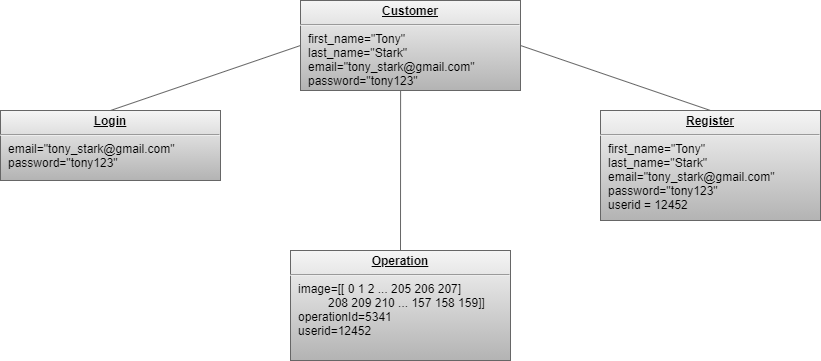 Customer
first_name="Tony"
last_name="Stark"
email="tony_stark@gmail.com"
password="tony123"
Login
email="tony_stark@gmail.com"
password="tony123"
Register
first_name="Tony"
last_name="Stark"
email="tony_stark@gmail.com"
password="tony123"
userid = 12452
Operation
image=[[ 0 1 2 ... 205 206 207]
208 209 210 ... 157 158 159]]
operationId=5341
userid=12452